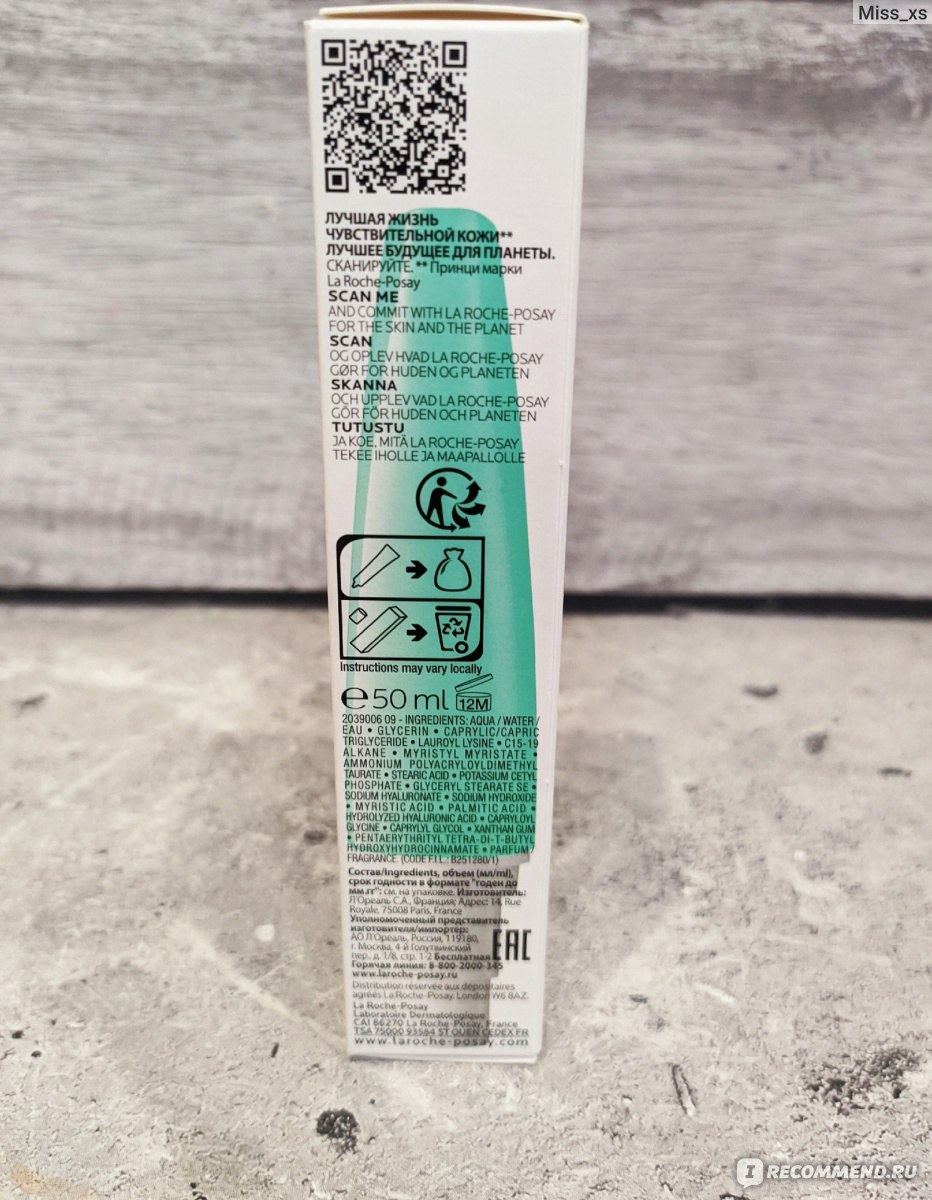 Miss_xs
ЛУЧШАЯ ЖИЗНЬ
ЧУВСТВИТЕЛЬНОЙ КОЖИ**
ЛУЧШЕЕ БУДУЩЕЕ ДЛЯ ПЛАНЕТЫ.
СКАНИРУЙТЕ. ** Принци марки
La Roche-Posay
SCAN ME
AND COMMIT WITH LA ROCHE-POSAY
FOR THE SKIN AND THE PLANET
SCAN
OG OPLEV HVAD LA ROCHE-POSAY
GØR FOR HUDEN OG PLANETEN
SKANNA
OCH UPPLEV VAD LA ROCHE-POSAY
GÖR FÖR HUDEN OCH PLANETEN
TUTUSTU
JA KOE, MITÄ LA ROCHE-POSAY
TEKEE IHOLLE JA MAAPALLOLLE
Instructions may vary locally
℮ 50 ml 12M
2039006 09 - INGREDIENTS: AQUA / WATER /
EAU • GLYCERIN • CAPRYLIC/CAPRIC
TRIGLYCERIDE • LAUROYL LYSINE • C15-19
ALKANE • MYRISTYL MYRISTATE •
AMMONIUM POLYACRYLOYLDIMETHYL
TAURATE • STEARIC ACID • POTASSIUM CETYL
PHOSPHATE • GLYCERYL STEARATE SE •
SODIUM HYALURONATE • SODIUM HYDROXIDE
• MYRISTIC ACID • PALMITIC ACID •
HYDROLYZED HYALURONIC ACID • CAPRYLOYL
GLYCINE • CAPRYLYL GLYCOL • XANTHAN GUM
• PENTAERYTHRITYL TETRA-DI-T-BUTYL
HYDROXYHYDROCINNAMATE • PARFUM /
FRAGRANCE. (CODE F.I.L.: B251280/1)
Состав/Ingredients, объем (мл/ml),
срок годности в формате "годен до
мм.гг": см. на упаковке. Изготовитель:
Л'Ореаль С.А., Франция; Адрес: 14, Rue
Royale, 75008 Paris, France
Уполномоченный представитель
изготовителя/импортёр:
АО Л'Ореаль, Россия, 119180,
г. Москва, 4-й Голутвинский
пер., д. 1/8, стр. 1-2 Бесплатная
Горячая линия: 8-800-2000-345
www.laroche-posay.ru
EAC
Distribution réservée aux dépositaires
agréés La Roche-Posay. London W6 8AZ.
La Roche-Posay
Laboratoire Dermatologique
CAI 86270 La Roche-Posay, France
TSA 75000 93584 ST OUEN CEDEX FR
www.laroche-posay.com
IRECOMMEND.RU